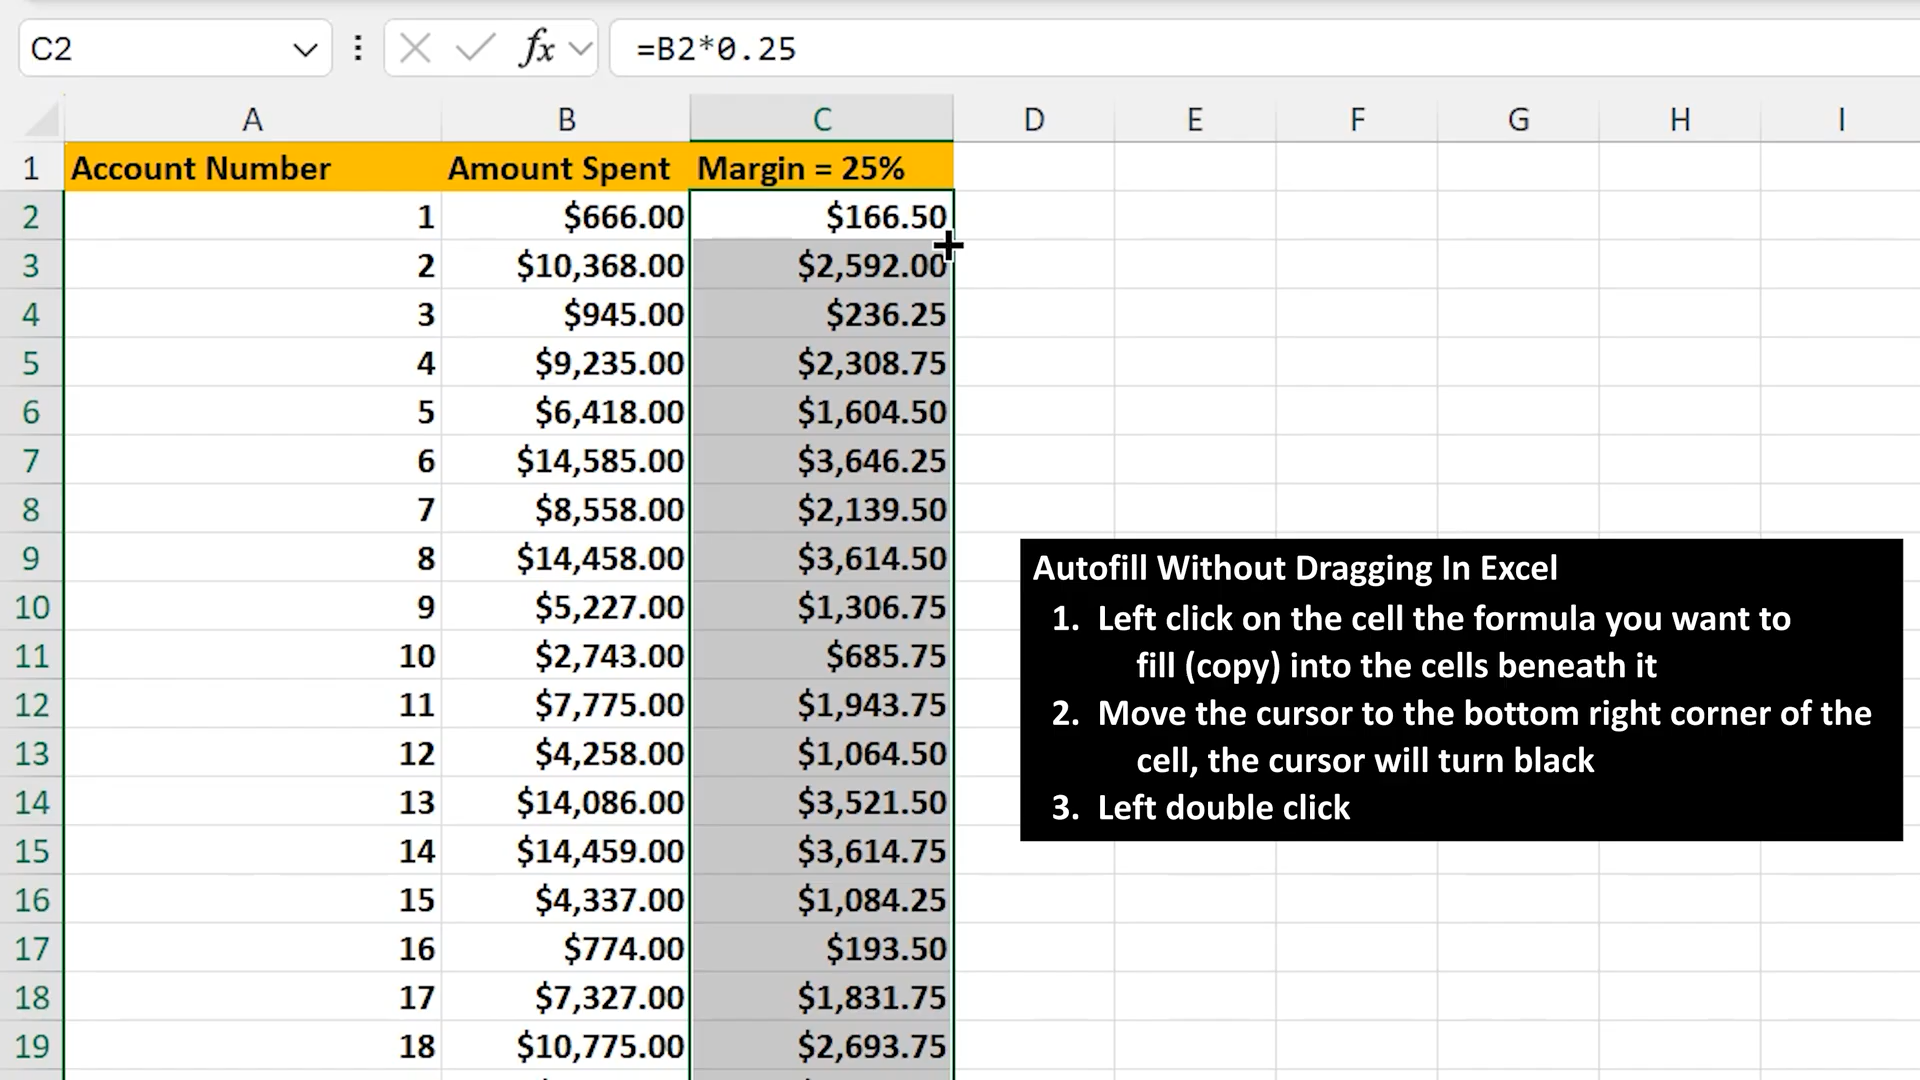 C2
fx
=B2*0.25
A B C D E F G H I
1 Account Number Amount Spent Margin = 25%
2 1 $666.00 $166.50
3 2 $10,368.00 $2,592.00
4 3 $945.00 $236.25
5 4 $9,235.00 $2,308.75
6 5 $6,418.00 $1,604.50
7 6 $14,585.00 $3,646.25
8 7 $8,558.00 $2,139.50
9 8 $14,458.00 $3,614.50
10 9 $5,227.00 $1,306.75
11 10 $2,743.00 $685.75
12 11 $7,775.00 $1,943.75
13 12 $4,258.00 $1,064.50
14 13 $14,086.00 $3,521.50
15 14 $14,459.00 $3,614.75
16 15 $4,337.00 $1,084.25
17 16 $774.00 $193.50
18 17 $7,327.00 $1,831.75
19 18 $10,775.00 $2,693.75
Autofill Without Dragging In Excel
1. Left click on the cell the formula you want to
fill (copy) into the cells beneath it
2. Move the cursor to the bottom right corner of the
cell, the cursor will turn black
3. Left double click